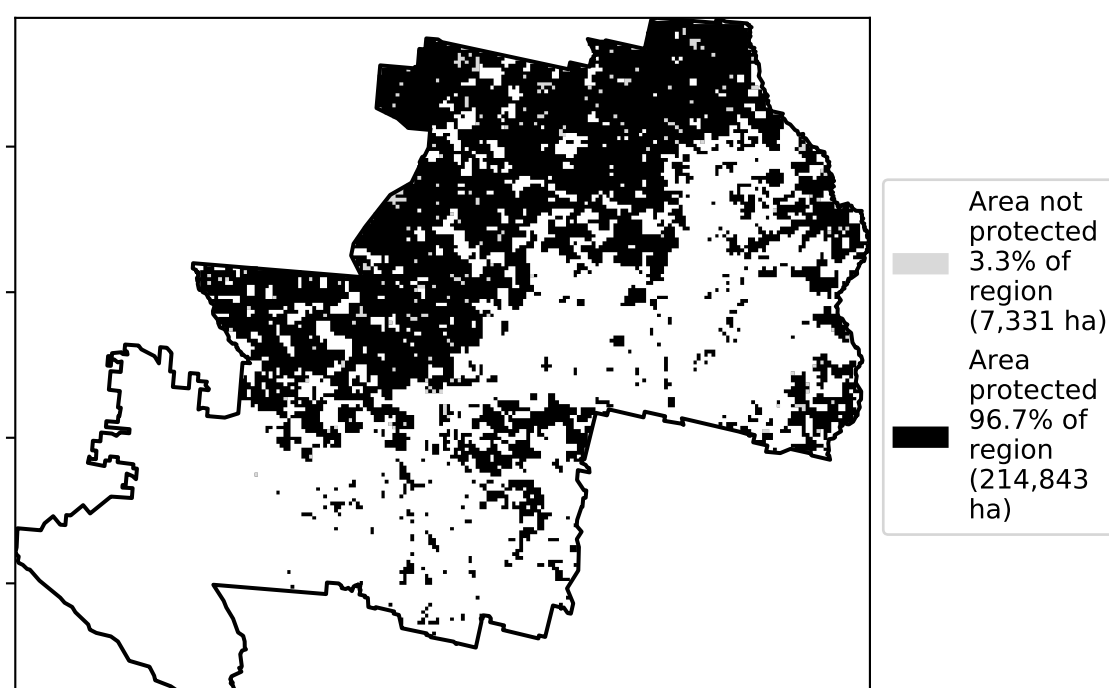 Area not
protected
3.3% of
region
(7,331 ha)
Area
protected
96.7% of
region
(214,843
ha)